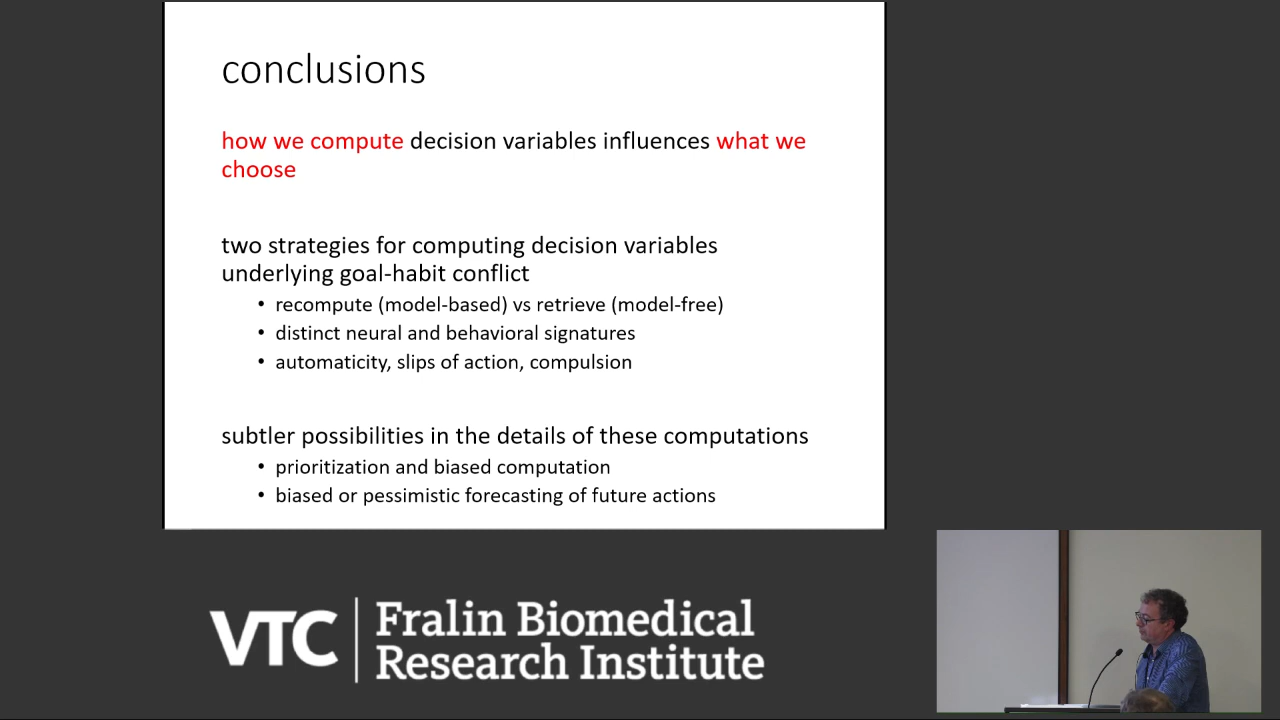 conclusions
how we compute decision variables influences what we
choose
two strategies for computing decision variables
underlying goal-habit conflict
• recompute (model-based) vs retrieve (model-free)
• distinct neural and behavioral signatures
• automaticity, slips of action, compulsion
subtler possibilities in the details of these computations
• prioritization and biased computation
• biased or pessimistic forecasting of future actions
VTC
Fralin Biomedical
Research Institute